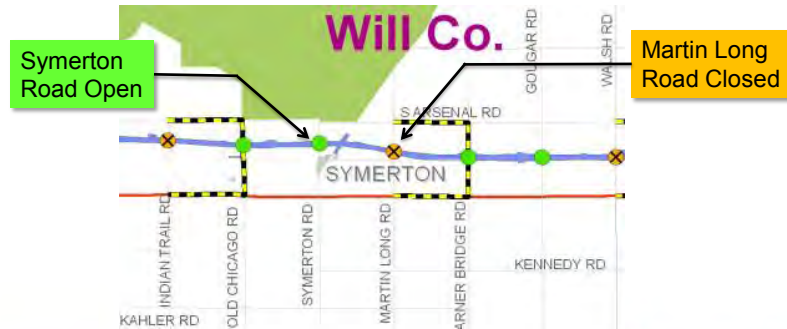 Will Co.
Symerton
Road Open
Martin Long
Road Closed
GOUGAR RD
WALSH RD
S ARSENAL RD
SYMERTON
INDIAN TRAIL RD
OLD CHICAGO RD
SYMERTON RD
MARTIN LONG RD
ARNER BRIDGE RD
KENNEDY RD
KAHLER RD